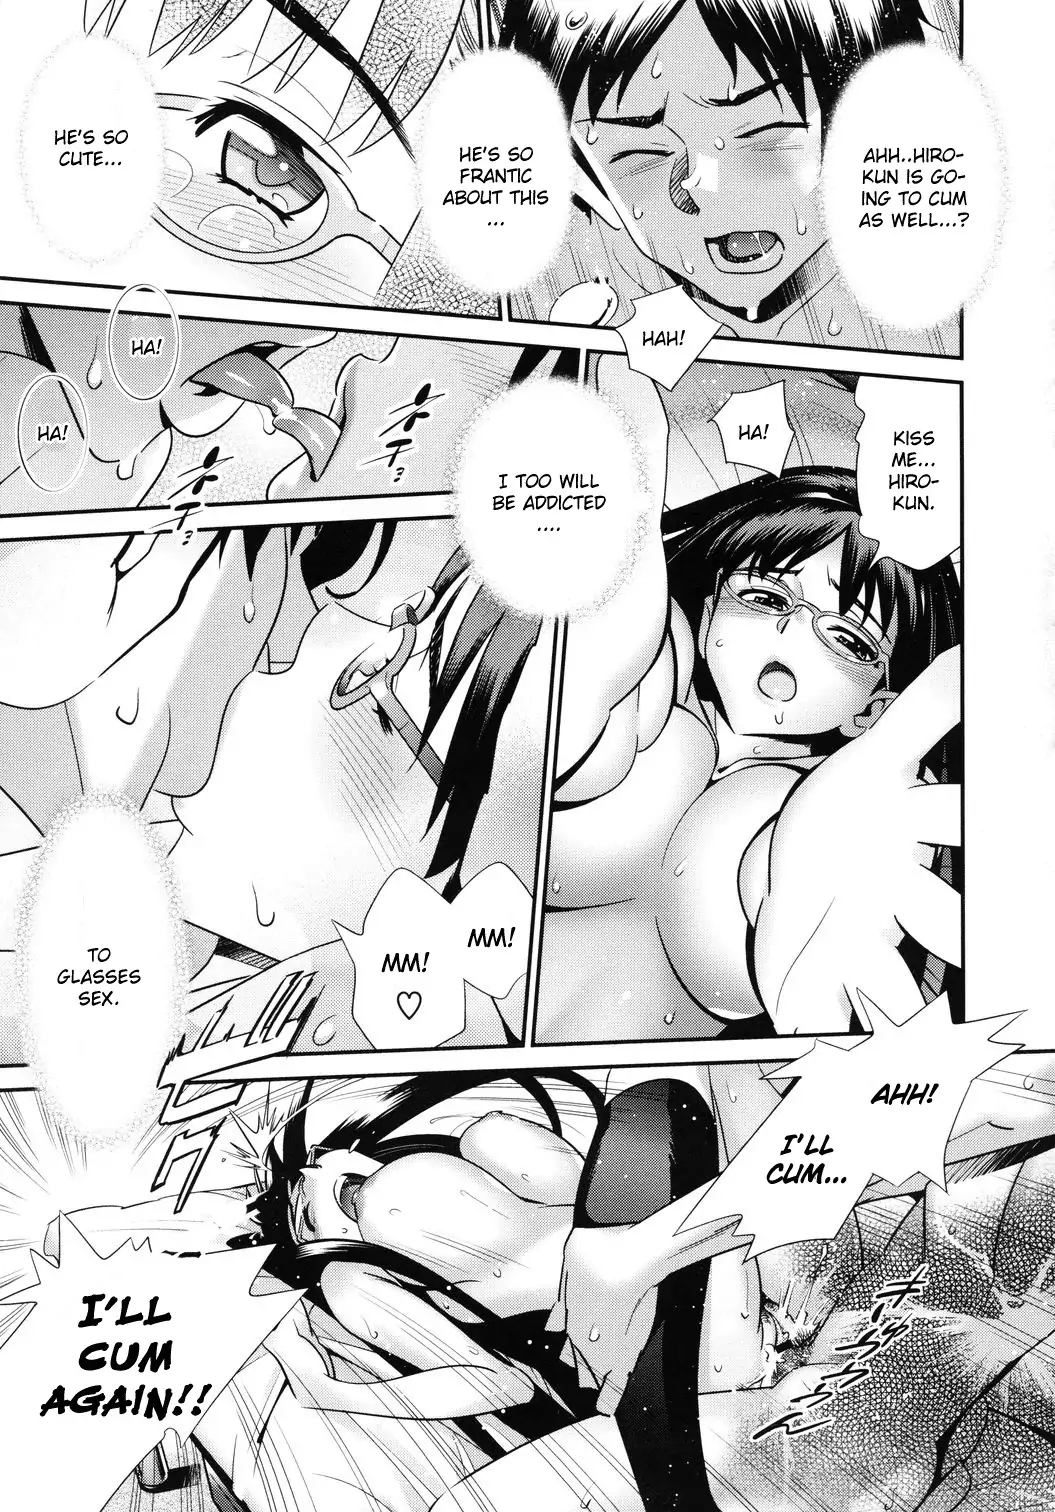 AHH..HIRO-
KUN IS GO-
ING TO CUM
AS WELL...?
HE'S SO
FRANTIC
ABOUT THIS
...
HE'S SO
CUTE...
HAH!
HA!
KISS
ME...
HIRO-
KUN.
HA!
HA!
I TOO WILL
BE ADDICTED
....
MM!
MM!
♡
TO
GLASSES
SEX.
AHH!
I'LL
CUM...
I'LL
CUM
AGAIN!!